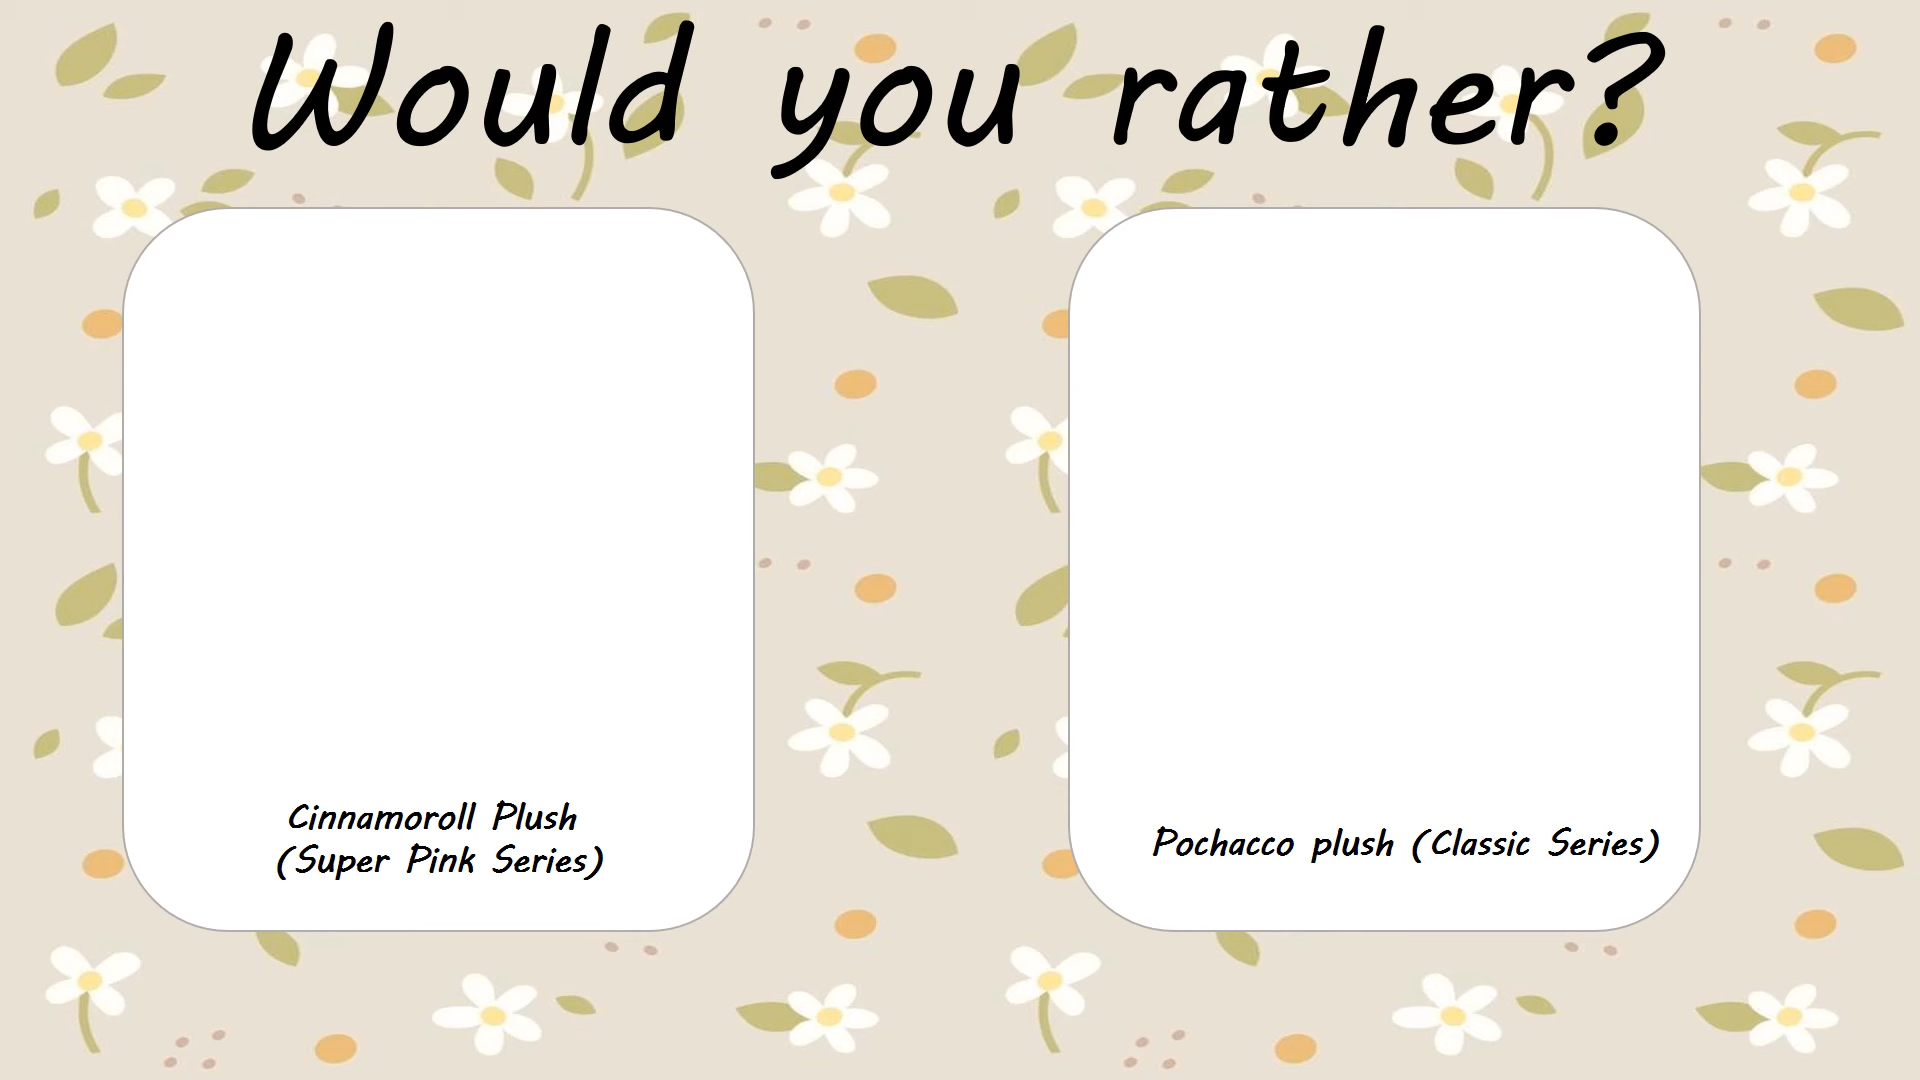 Would you rather?
Cinnamoroll Plush
(Super Pink Series)
Pochacco plush (Classic Series)